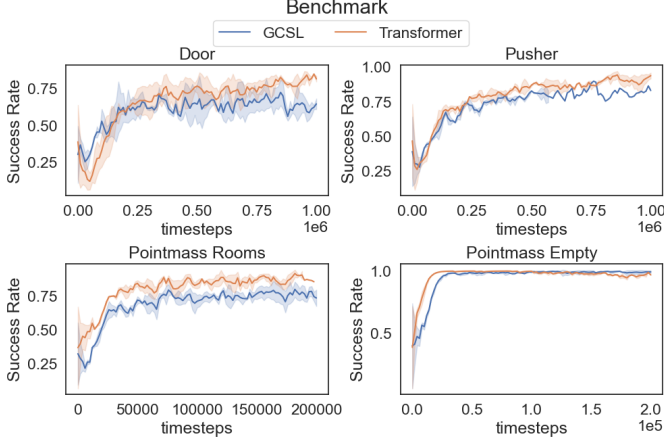 Benchmark
GCSL Transformer
Door
Success Rate
0.75
0.50
0.25
0.00 0.25 0.50 0.75 1.00
timesteps 1e6
Pusher
Success Rate
1.00
0.75
0.50
0.25
0.00 0.25 0.50 0.75 1.00
timesteps 1e6
Pointmass Rooms
Success Rate
0.75
0.50
0.25
0 50000 100000 150000 200000
timesteps
Pointmass Empty
Success Rate
1.0
0.5
0.0 0.5 1.0 1.5 2.0
timesteps 1e5